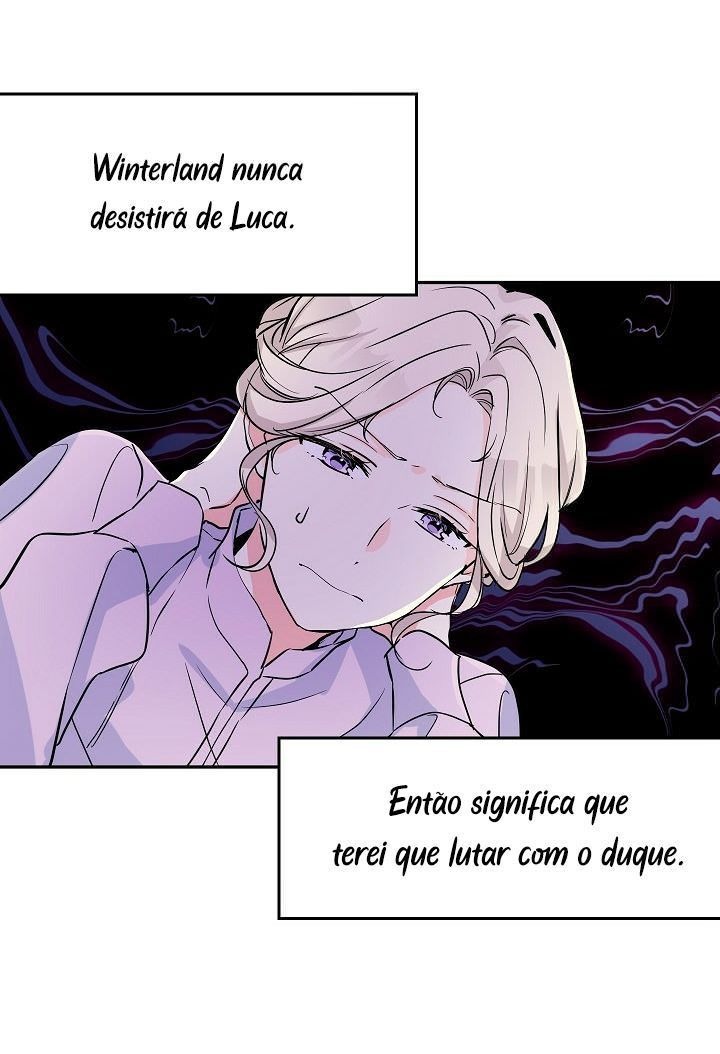 Winterland nunca
desistirá de Luca.
Então significa que
terei que lutar com o duque.